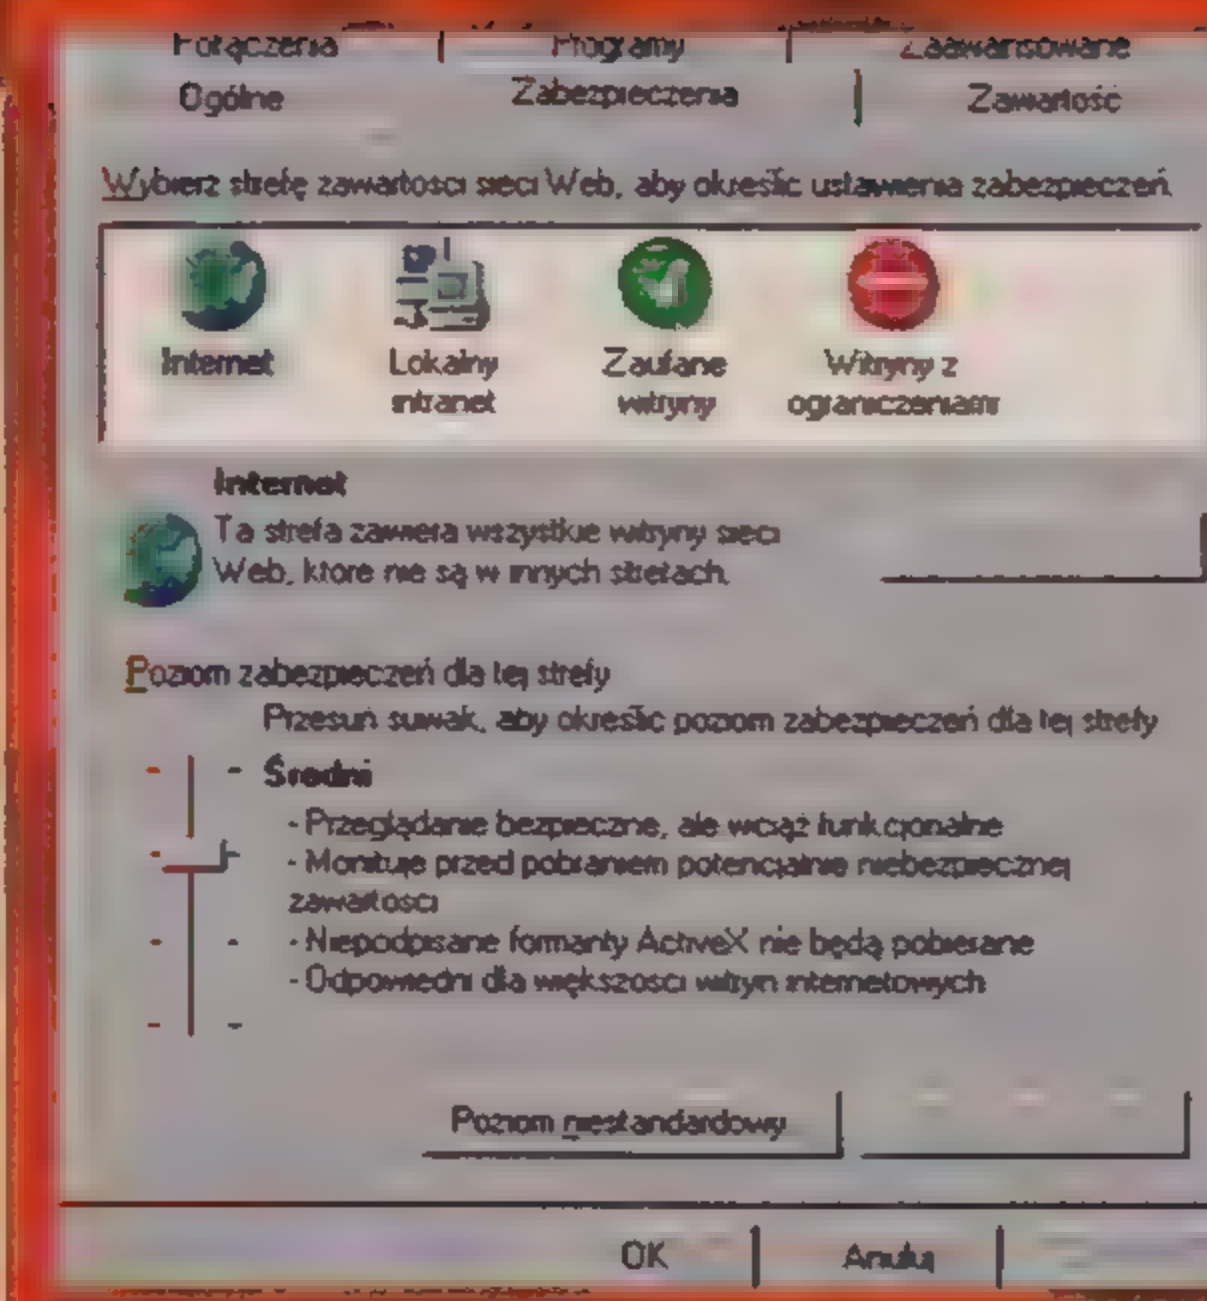 Połączenia Programy Zaawansowane
Ogólne Zabezpieczenia Zawartość
Wybierz strefę zawartości sieci Web, aby określić ustawienia zabezpieczeń.
Internet Lokalny intranet Zaufane witryny Witryny z ograniczeniami
Internet
Ta strefa zawiera wszystkie witryny sieci
Web, które nie są w innych strefach.
Poziom zabezpieczeń dla tej strefy
Przesuń suwak, aby określić poziom zabezpieczeń dla tej strefy
Średni
- Przeglądanie bezpieczne, ale wciąż funkcjonalne
- Monituje przed pobraniem potencjalnie niebezpiecznej
zawartości
- Niepodpisane formanty ActiveX nie będą pobierane
- Odpowiedni dla większości witryn internetowych
Poziom niestandardowy
OK Anuluj